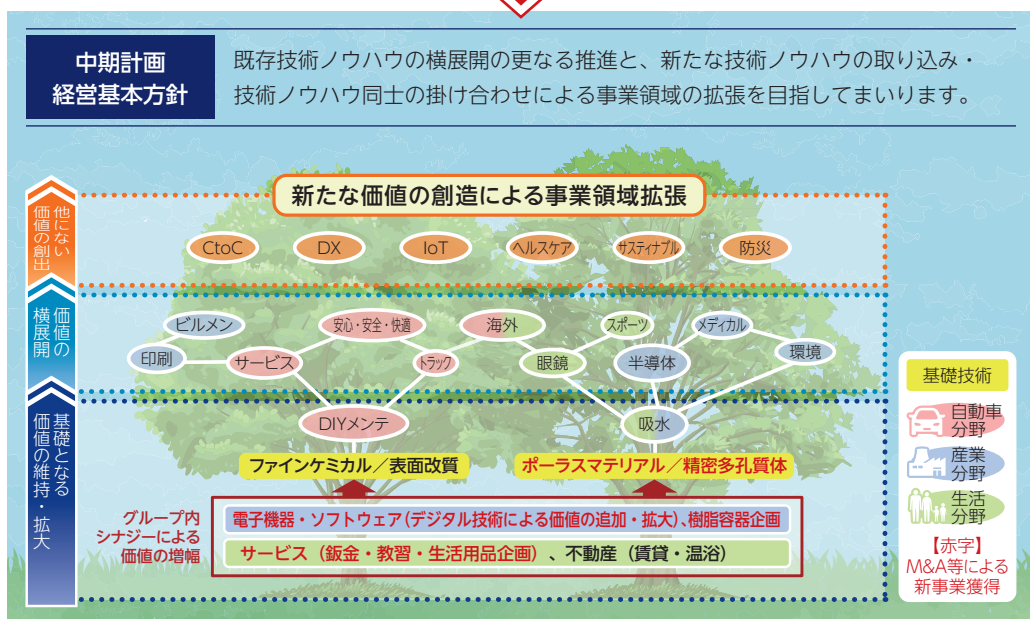 中期計画
経営基本方針
既存技術ノウハウの横展開の更なる推進と、新たな技術ノウハウの取り込み・
技術ノウハウ同士の掛け合わせによる事業領域の拡張を目指してまいります。
他にない
価値の創出
新たな価値の創造による事業領域拡張
CtoC
DX
IoT
ヘルスケア
サスティナブル
防災
価値の
横展開
ビルメン
安心・安全・快適
海外
スポーツ
メディカル
印刷
サービス
トラック
眼鏡
半導体
環境
基礎となる
価値の維持・拡大
DIYメンテ
吸水
ファインケミカル／表面改質
ポーラスマテリアル／精密多孔質体
グループ内
シナジーによる
価値の増幅
電子機器・ソフトウェア(デジタル技術による価値の追加・拡大)、樹脂容器企画
サービス（鈑金・教習・生活用品企画）、不動産（賃貸・温浴）
基礎技術
自動車
分野
産業
分野
生活
分野
【赤字】
M&A等による
新事業獲得